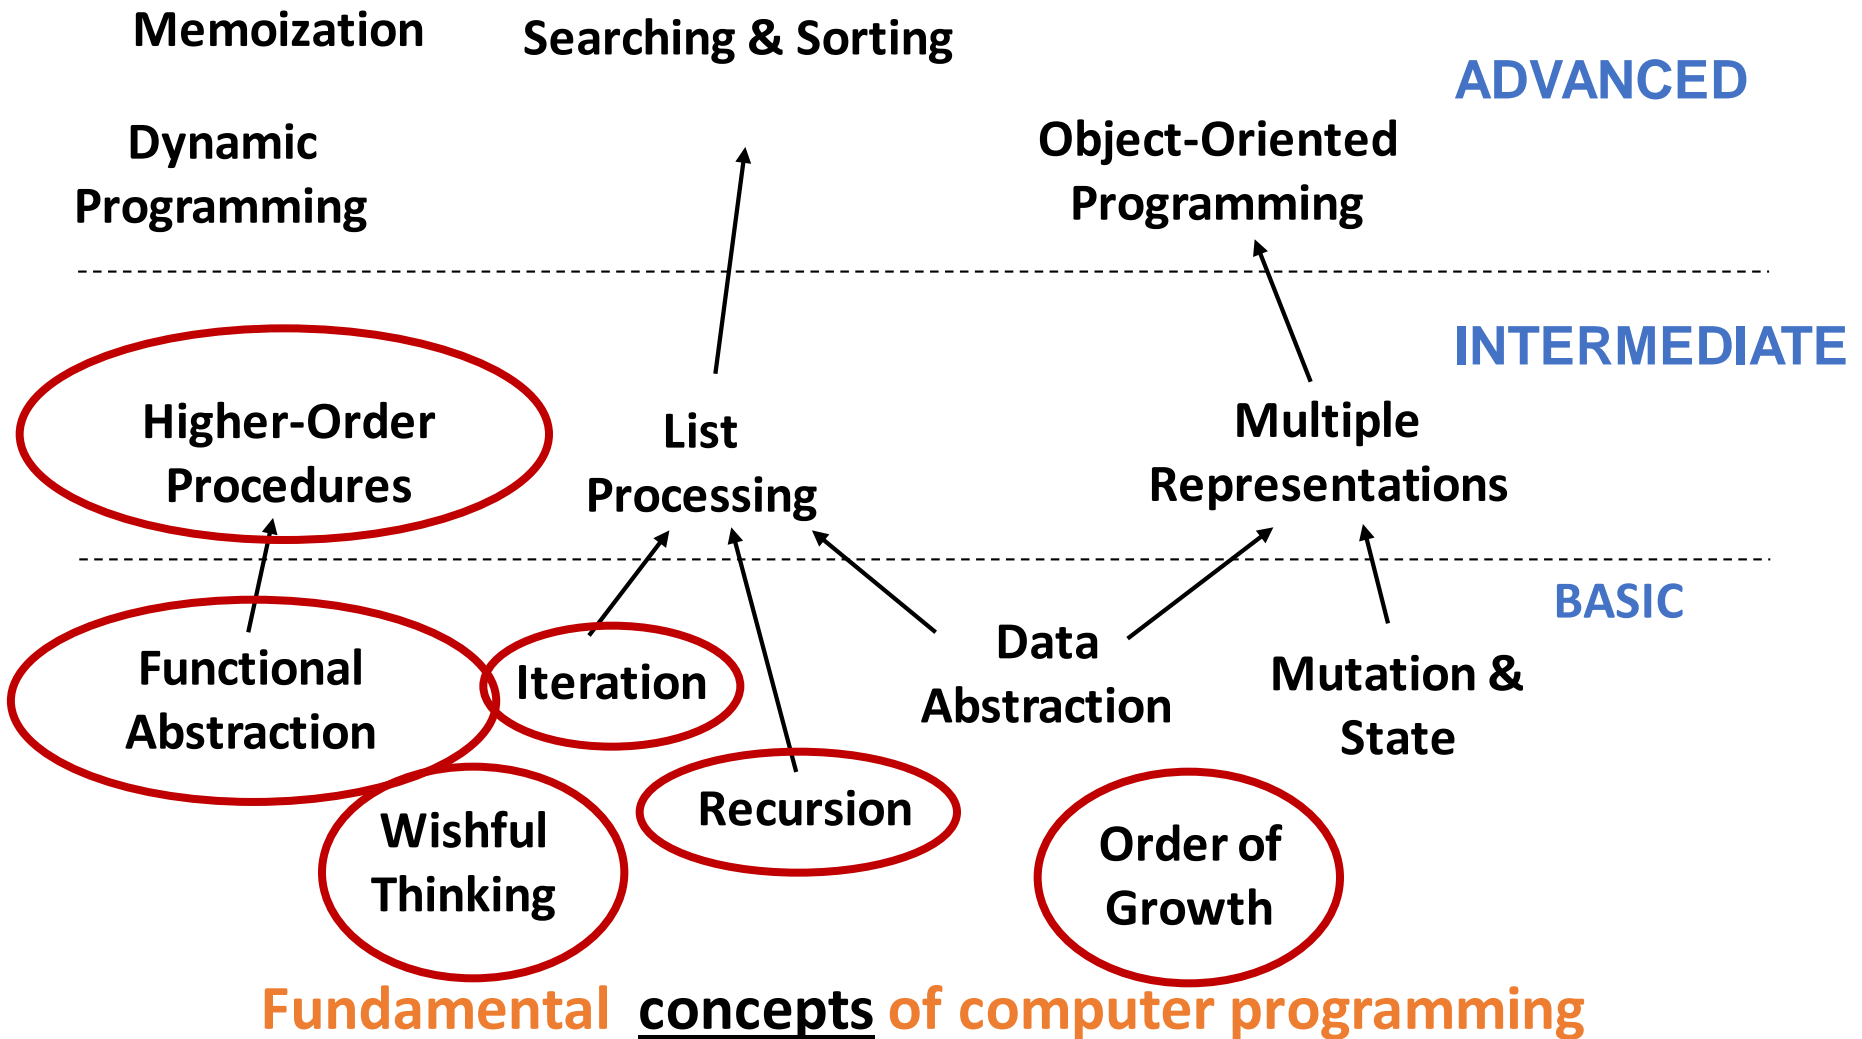 Memoization
Searching & Sorting
ADVANCED
Dynamic
Programming
Object-Oriented
Programming
INTERMEDIATE
Higher-Order
Procedures
List
Processing
Multiple
Representations
BASIC
Functional
Abstraction
Iteration
Data
Abstraction
Mutation &
State
Wishful
Thinking
Recursion
Order of
Growth
Fundamental concepts of computer programming